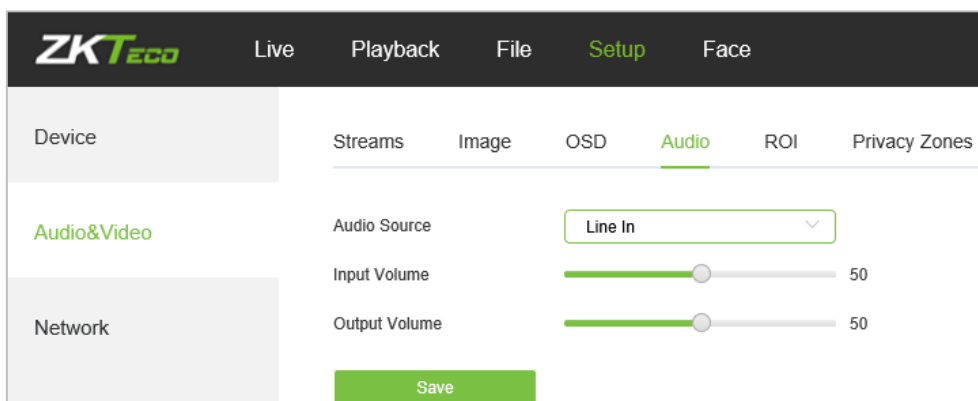 ZKTeco Live Playback File Setup Face
Device
Streams Image OSD Audio ROI Privacy Zones
Audio&Video
Audio Source Line In
Input Volume 50
Network
Output Volume 50
Save